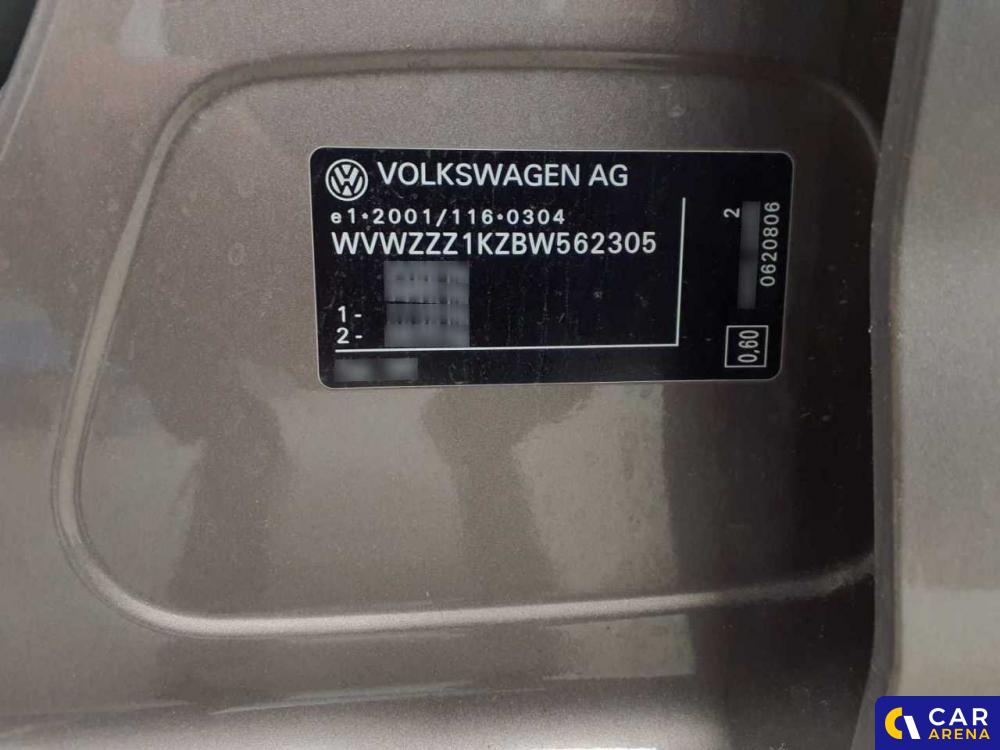 VOLKSWAGEN AG
e1•2001/116•0304
WVWZZZ1KZBW562305
1-
2-
2
0620806
0,60
CAR
ARENA